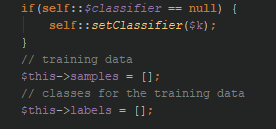 if(self::$classifier == null) {
self::setClassifier($k);
}
// training data
$this->samples = [];
// classes for the training data
$this->labels = [];